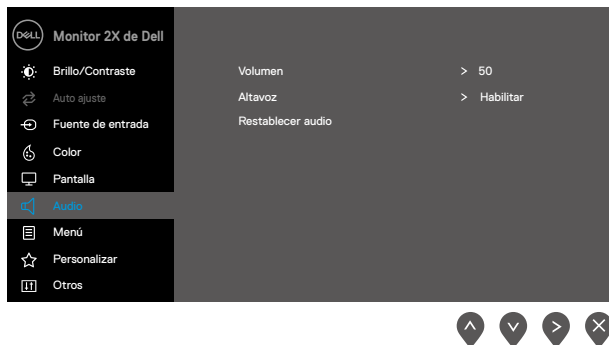 DELL Monitor 2X de Dell
Brillo/Contraste
Volumen > 50
Auto ajuste
Altavoz > Habilitar
Fuente de entrada
Restablecer audio
Color
Pantalla
Audio
Menú
Personalizar
Otros